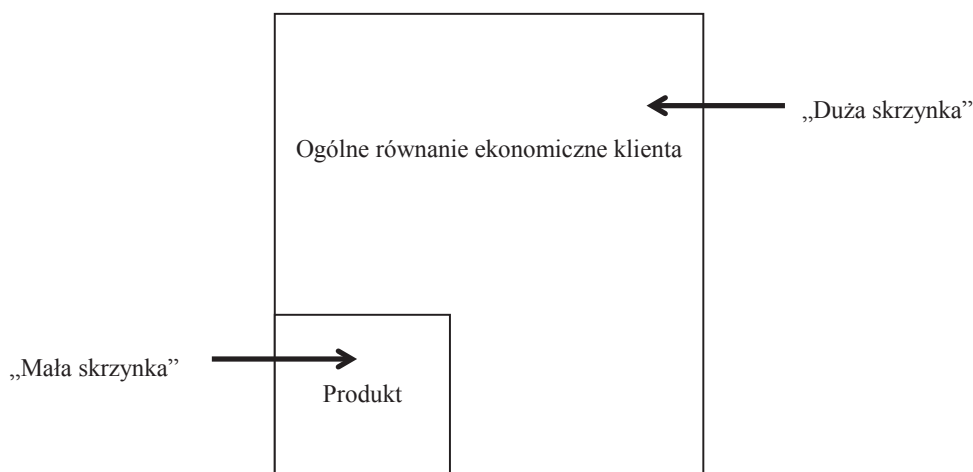 „Duża skrzynka”
Ogólne równanie ekonomiczne klienta
„Mała skrzynka”
Produkt